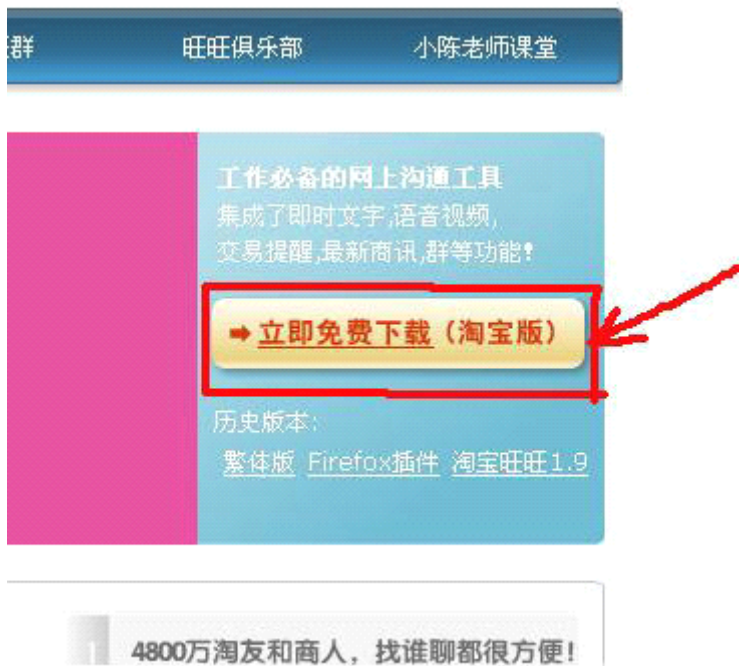 群 旺旺俱乐部 小陈老师课堂
工作必备的网上沟通工具
集成了即时文字,语音视频,
交易提醒,最新商讯,群等功能!
➡ 立即免费下载（淘宝版）
历史版本:
繁体版 Firefox插件 淘宝旺旺1.9
4800万淘友和商人，找谁聊都很方便!